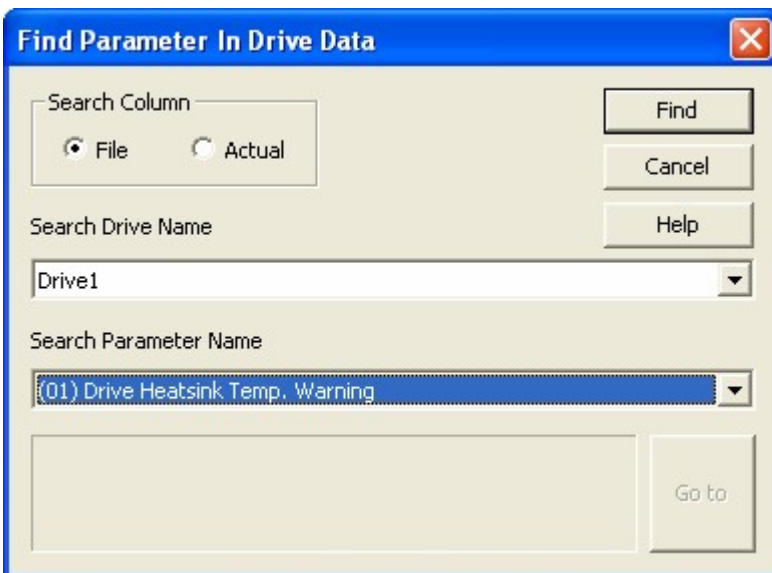 Find Parameter In Drive Data
Search Column
File
Actual
Find
Cancel
Help
Search Drive Name
Drive1
Search Parameter Name
(01) Drive Heatsink Temp. Warning
Go to